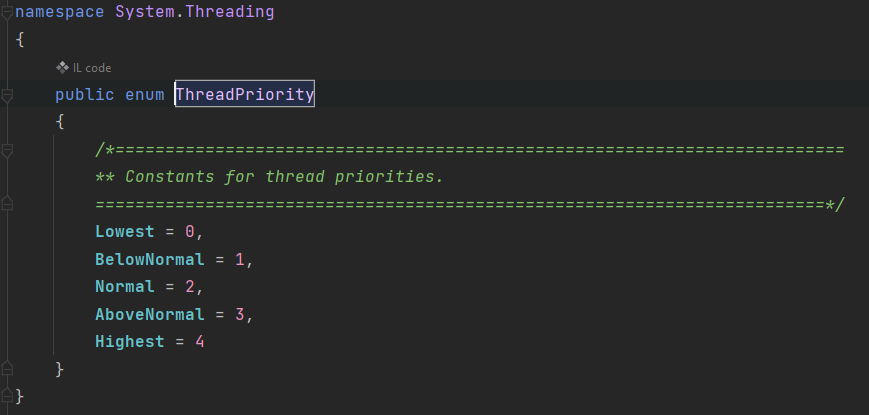 namespace System.Threading
{
IL code
public enum ThreadPriority
{
/*=========================================================================
** Constants for thread priorities.
=========================================================================*/
Lowest = 0,
BelowNormal = 1,
Normal = 2,
AboveNormal = 3,
Highest = 4
}
}